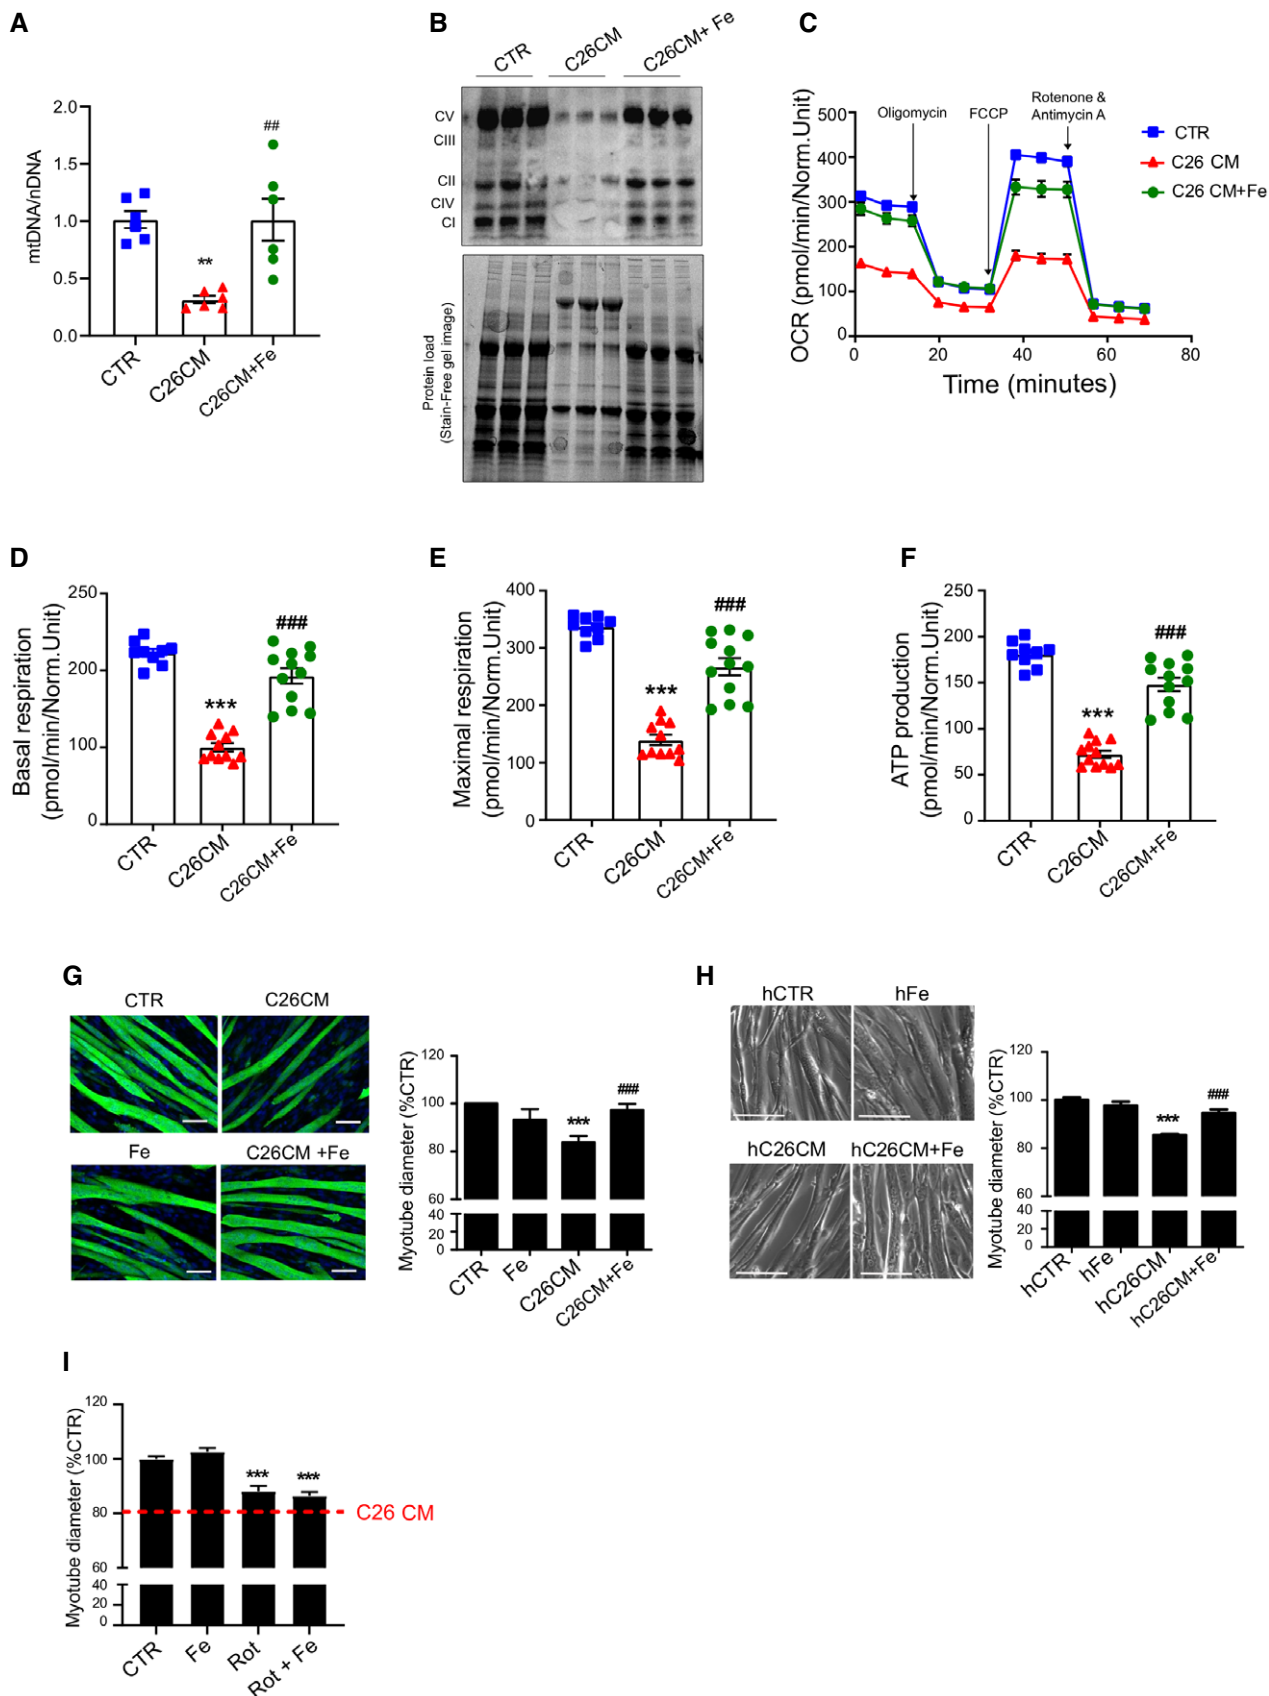 A
mtDNA/nDNA
2.0
1.5
1.0
0.5
0.0
**
##
CTR
C26CM
C26CM+Fe
B
CTR
C26CM
C26CM+ Fe
CV
CIII
CII
CIV
CI
Protein load
(Stain-Free gel image)
C
OCR (pmol/min/Norm.Unit)
500
400
300
200
100
0
0
20
40
60
80
Time (minutes)
Oligomycin
FCCP
Rotenone &
Antimycin A
CTR
C26 CM
C26 CM+Fe
D
Basal respiration
(pmol/min/Norm.Unit)
250
200
100
0
***
###
CTR
C26CM
C26CM+Fe
E
Maximal respiration
(pmol/min/Norm.Unit)
400
300
200
100
0
***
###
CTR
C26CM
C26CM+Fe
F
ATP production
(pmol/min/Norm.Unit)
250
200
150
100
50
0
***
###
CTR
C26CM
C26CM+Fe
G
CTR
C26CM
Fe
C26CM +Fe
Myotube diameter (%CTR)
120
100
80
60
40
20
0
***
###
CTR
Fe
C26CM
C26CM+Fe
H
hCTR
hFe
hC26CM
hC26CM+Fe
Myotube diameter (%CTR)
120
100
80
60
40
20
0
***
###
hCTR
hFe
hC26CM
hC26CM+Fe
I
Myotube diameter (%CTR)
120
100
80
60
40
20
0
***
***
C26 CM
CTR
Fe
Rot
Rot + Fe